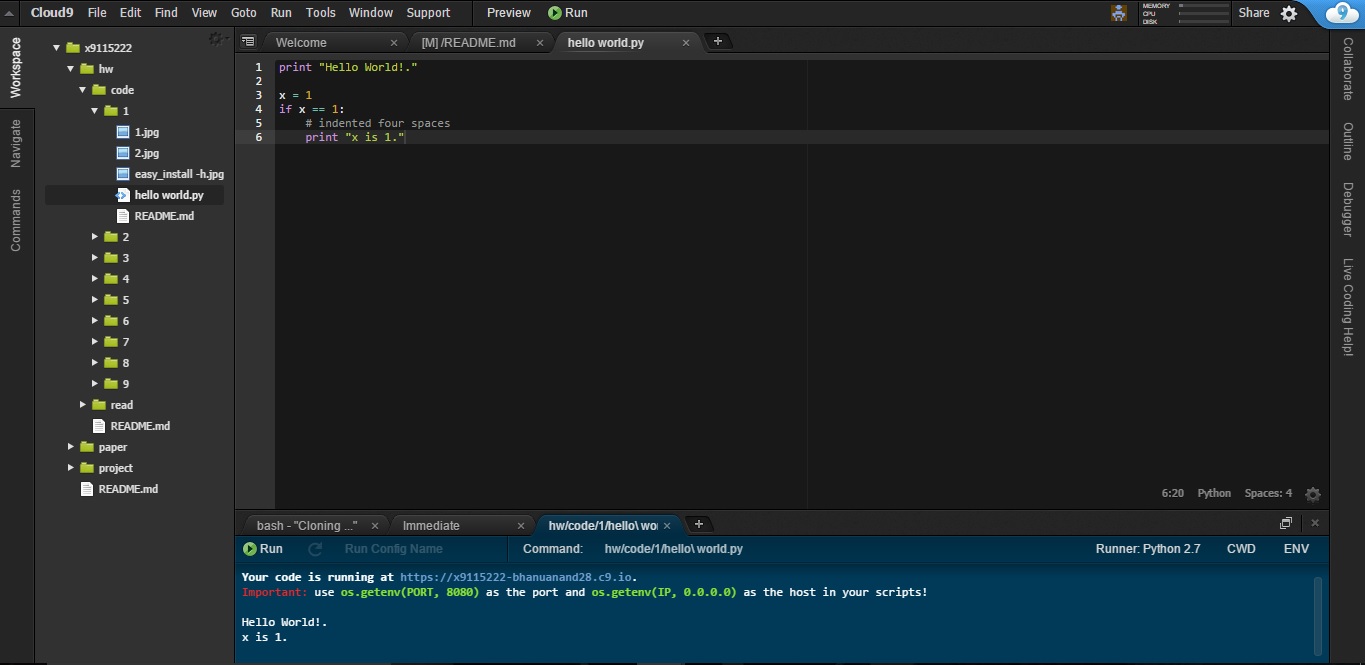 Cloud9 File Edit Find View Goto Run Tools Window Support Preview Run MEMORY CPU DISK Share 9
Workspace
Navigate
Commands
x9115222
hw
code
1
1.jpg
2.jpg
easy_install -h.jpg
hello world.py
README.md
2
3
4
5
6
7
8
9
read
README.md
paper
project
README.md
Welcome × [M] /README.md × hello world.py × +
1 print "Hello World!."
2
3 x = 1
4 if x == 1:
5 # indented four spaces
6 print "x is 1."
6:20 Python Spaces: 4
bash - "Cloning ..." × Immediate × hw/code/1/hello\ wo × +
Run Run Config Name Command: hw/code/1/hello\ world.py Runner: Python 2.7 CWD ENV
Your code is running at https://x9115222-bhanuanand28.c9.io.
Important: use os.getenv(PORT, 8080) as the port and os.getenv(IP, 0.0.0.0) as the host in your scripts!
Hello World!.
x is 1.
Collaborate
Outline
Debugger
Live Coding Help!